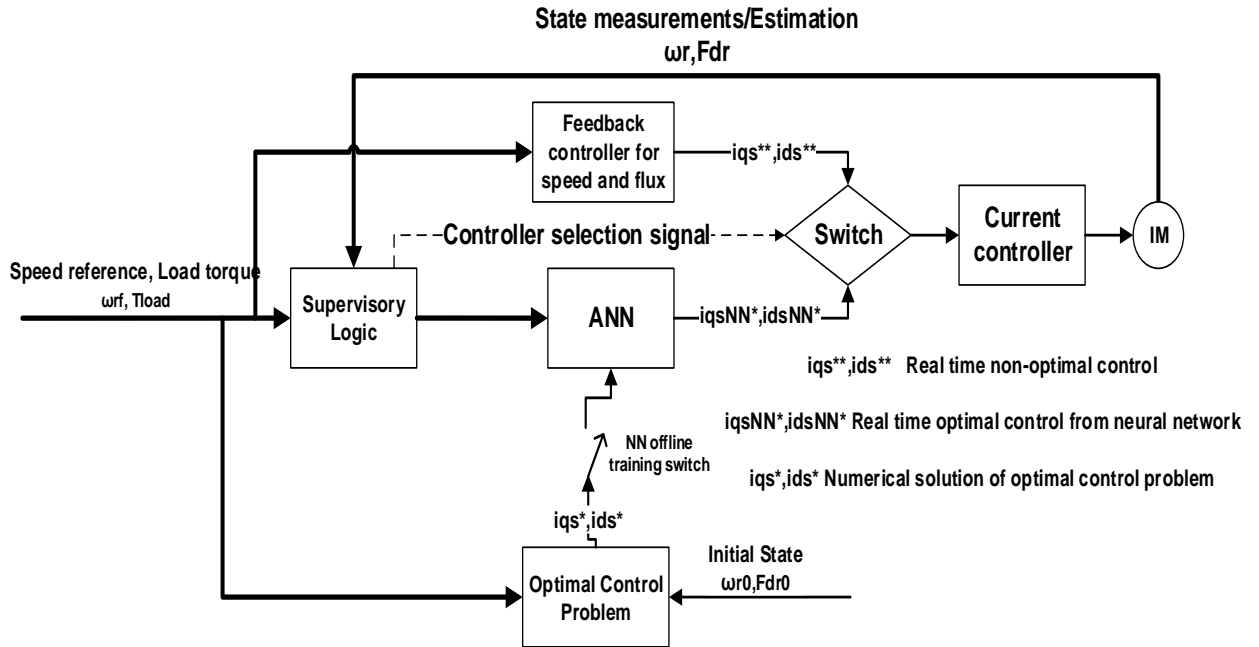 State measurements/Estimation
ωr,Fdr
Feedback
controller for
speed and flux
iqs**,ids**
Controller selection signal
Switch
Current
controller
IM
Speed reference, Load torque
ωrf, Tload
Supervisory
Logic
ANN
iqsNN*,idsNN*
iqs**,ids** Real time non-optimal control
NN offline
training switch
iqsNN*,idsNN* Real time optimal control from neural network
iqs*,ids* Numerical solution of optimal control problem
iqs*,ids*
Initial State
ωr0,Fdr0
Optimal Control
Problem